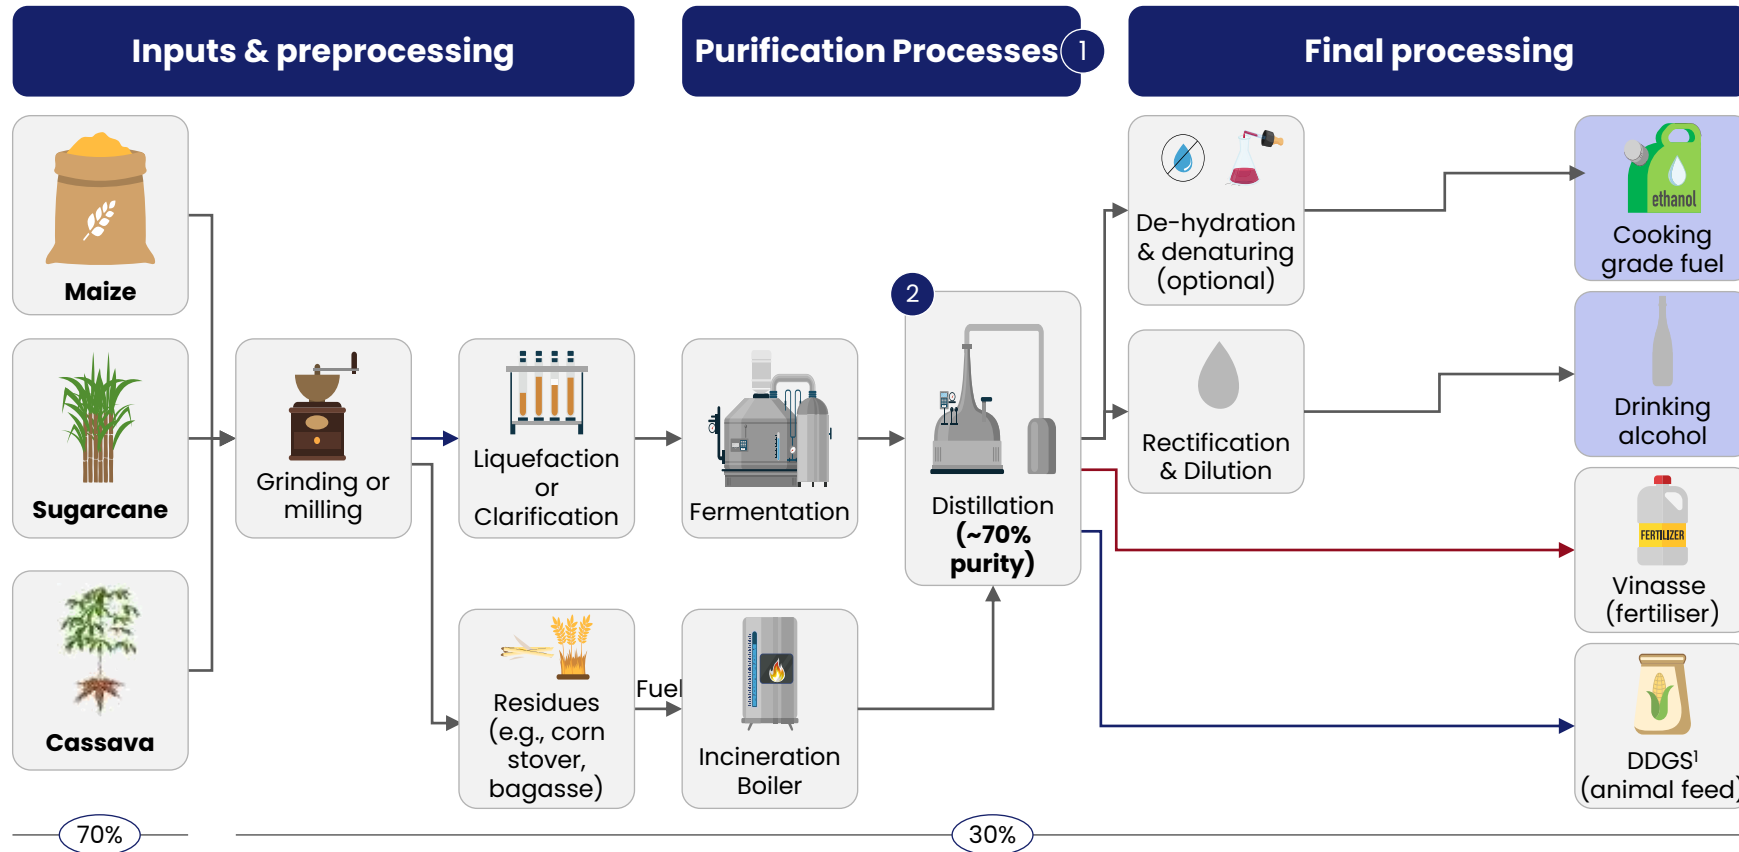 Inputs & preprocessing
Purification Processes
1
Final processing
Maize
Sugarcane
Cassava
Grinding or
milling
Liquefaction
or
Clarification
Residues
(e.g., corn
stover,
bagasse)
Fuel
Fermentation
Incineration
Boiler
2
Distillation
(~70%
purity)
De-hydration
& denaturing
(optional)
Rectification
& Dilution
ethanol
Cooking
grade fuel
Drinking
alcohol
FERTILIZER
Vinasse
(fertiliser)
DDGS¹
(animal feed)
70%
30%